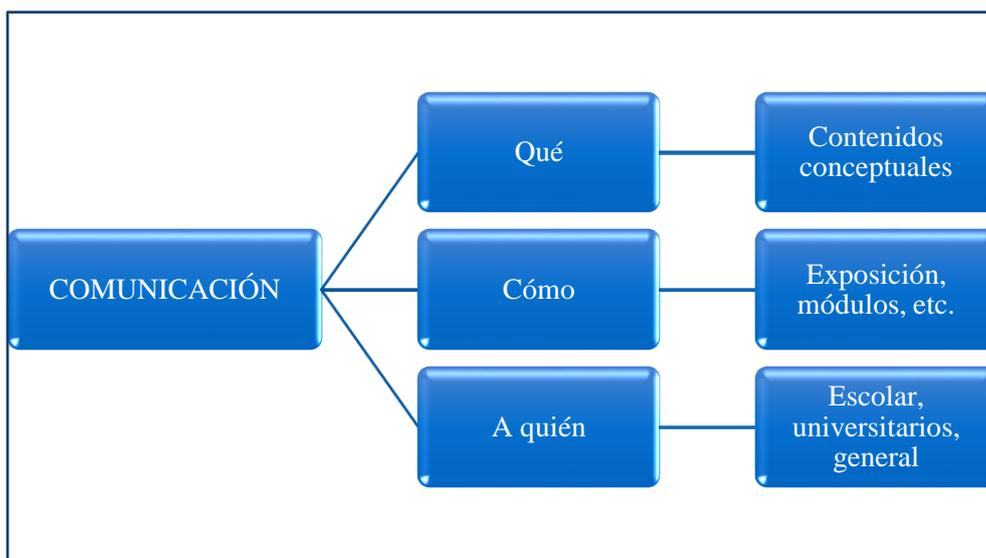 Qué
Contenidos
conceptuales
COMUNICACIÓN
Cómo
Exposición,
módulos, etc.
A quién
Escolar,
universitarios,
general